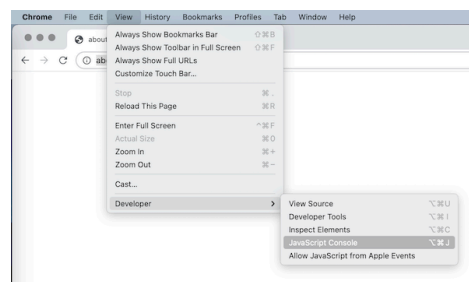 Chrome File Edit View History Bookmarks Profiles Tab Window Help
about
ab
Always Show Bookmarks Bar ⇧⌘B
Always Show Toolbar in Full Screen ⇧⌘F
Always Show Full URLs
Customize Touch Bar...
Stop ⌘.
Reload This Page ⌘R
Enter Full Screen ^⌘F
Actual Size ⌘0
Zoom In ⌘+
Zoom Out ⌘−
Cast...
Developer >
View Source ⌥⌘U
Developer Tools ⌥⌘I
Inspect Elements ⌥⌘C
JavaScript Console ⌥⌘J
Allow JavaScript from Apple Events